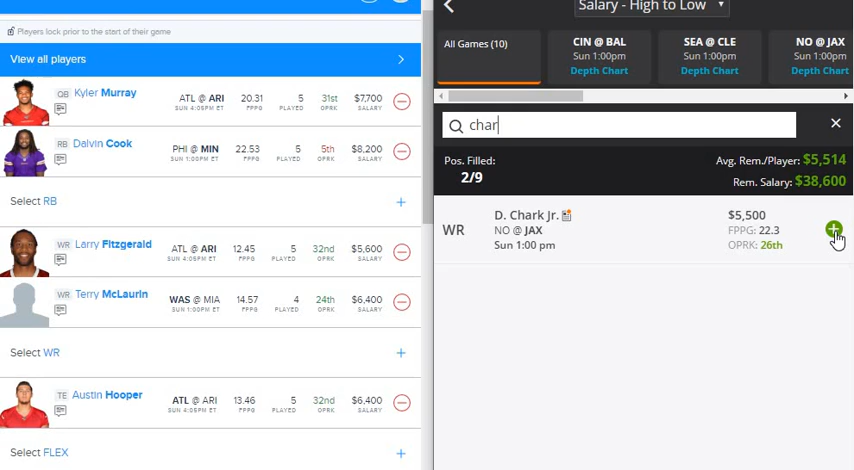 Players lock prior to the start of their game
View all players
QB Kyler Murray ATL @ ARI 20.31 5 31st $7,700
SUN 4:05PM ET FPPG PLAYED OPRK SALARY
RB Dalvin Cook PHI @ MIN 22.53 5 5th $8,200
SUN 1:00PM ET FPPG PLAYED OPRK SALARY
Select RB +
WR Larry Fitzgerald ATL @ ARI 12.45 5 32nd $5,600
SUN 4:05PM ET FPPG PLAYED OPRK SALARY
WR Terry McLaurin WAS @ MIA 14.57 4 24th $6,400
SUN 1:00PM ET FPPG PLAYED OPRK SALARY
Select WR +
TE Austin Hooper ATL @ ARI 13.46 5 32nd $6,400
SUN 4:05PM ET FPPG PLAYED OPRK SALARY
Select FLEX +
Salary - High to Low
All Games (10)
CIN @ BAL
Sun 1:00pm
Depth Chart
SEA @ CLE
Sun 1:00pm
Depth Chart
NO @ JAX
Sun 1:00pm
Depth Chart
char
Pos. Filled:
2/9
Avg. Rem./Player: $5,514
Rem. Salary: $38,600
WR
D. Chark Jr.
NO @ JAX
Sun 1:00 pm
$5,500
FPPG: 22.3
OPRK: 26th